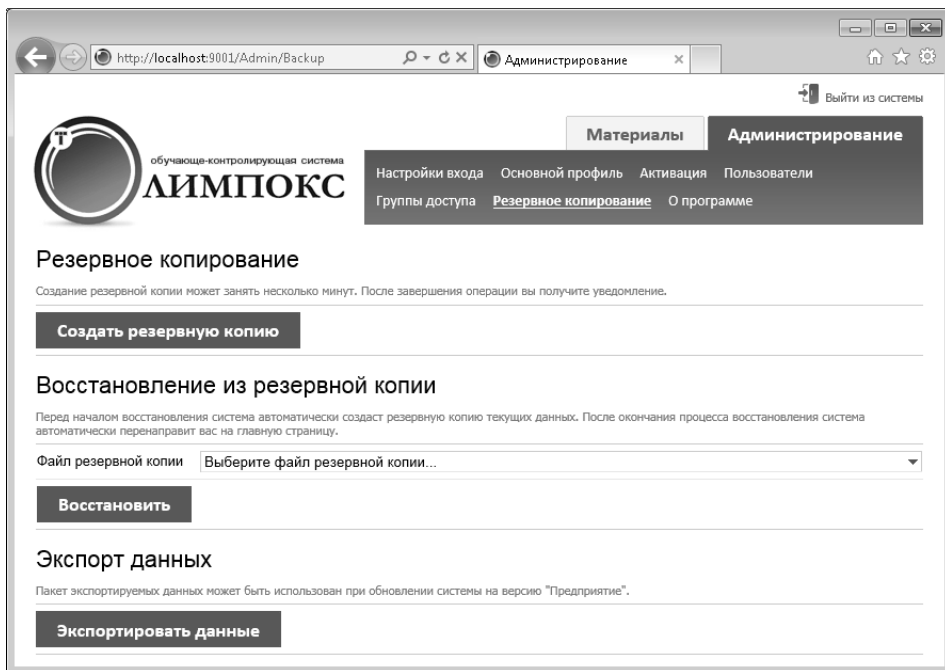 http://localhost:9001/Admin/Backup
Администрирование
Выйти из системы
Т
обучающе-контролирующая система
ЛИМПОКС
Материалы
Администрирование
Настройки входа Основной профиль Активация Пользователи
Группы доступа Резервное копирование О программе
Резервное копирование
Создание резервной копии может занять несколько минут. После завершения операции вы получите уведомление.
Создать резервную копию
Восстановление из резервной копии
Перед началом восстановления система автоматически создаст резервную копию текущих данных. После окончания процесса восстановления система
автоматически перенаправит вас на главную страницу.
Файл резервной копии Выберите файл резервной копии...
Восстановить
Экспорт данных
Пакет экспортируемых данных может быть использован при обновлении системы на версию "Предприятие".
Экспортировать данные